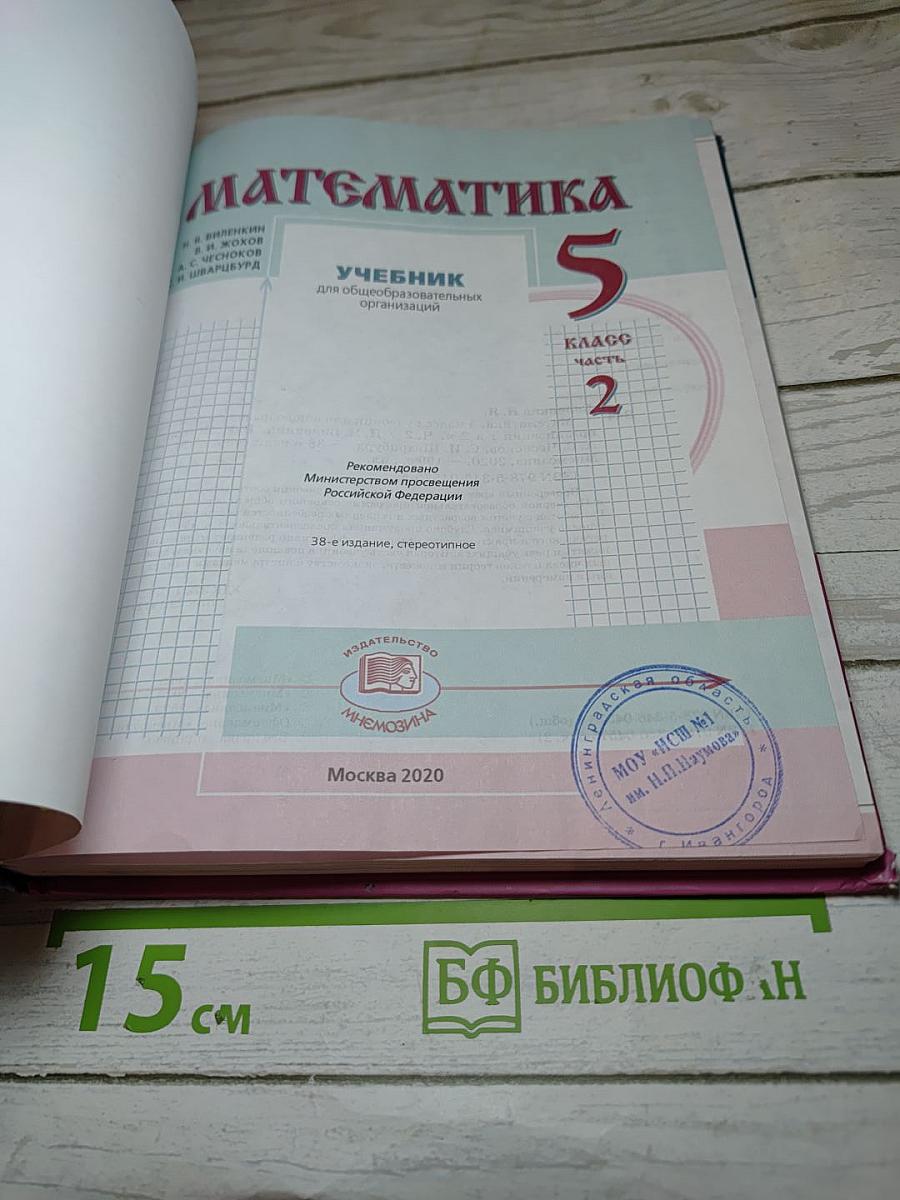 МАТЕМАТИКА
Н. Я. ВИЛЕНКИН
В. И. ЖОХОВ
А. С. ЧЕСНОКОВ
И. ШВАРЦБУРД
5
КЛАСС
часть
2
УЧЕБНИК
для общеобразовательных
организаций
Рекомендовано
Министерством просвещения
Российской Федерации
38-е издание, стереотипное
ИЗДАТЕЛЬСТВО
МНЕМОЗИНА
Москва 2020
Ленинградская область
МОУ «ИСШ №1
им. Н.П.Наумова»
г. Ивангород
15 см
БФ
БИБЛИОФ